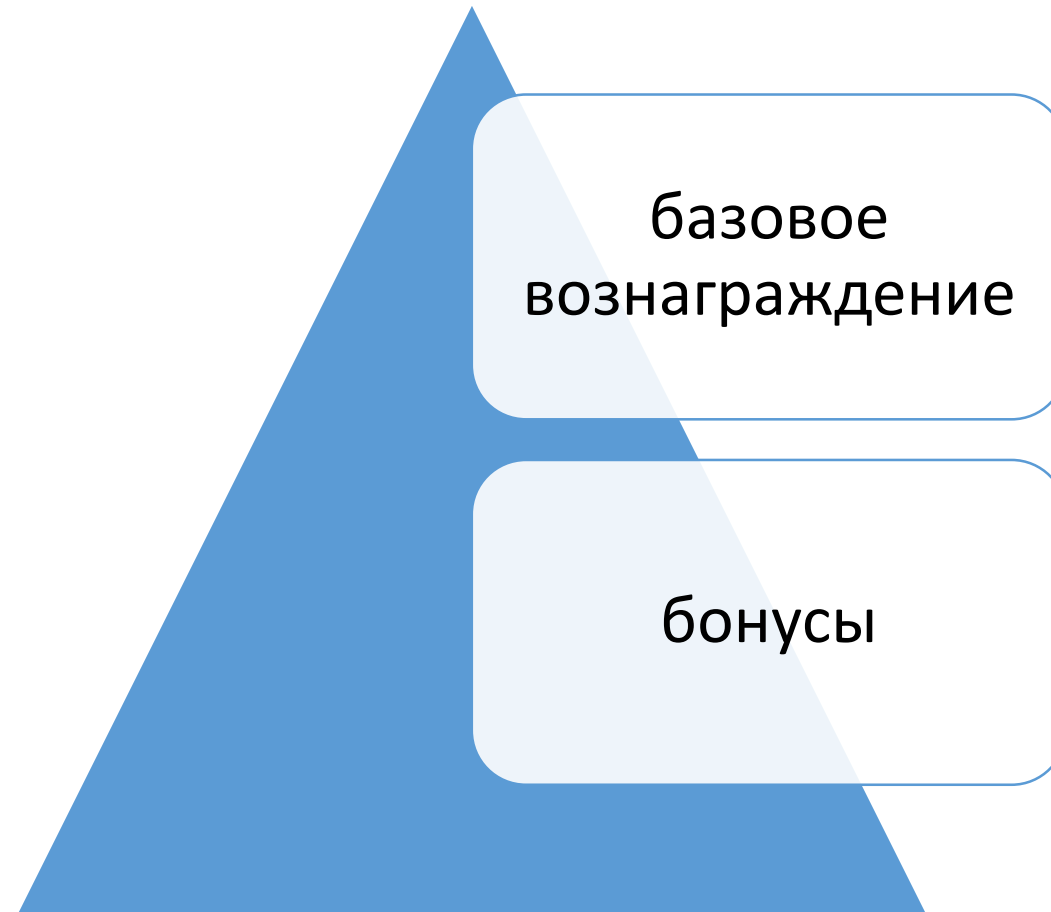 базовое
вознаграждение
бонусы